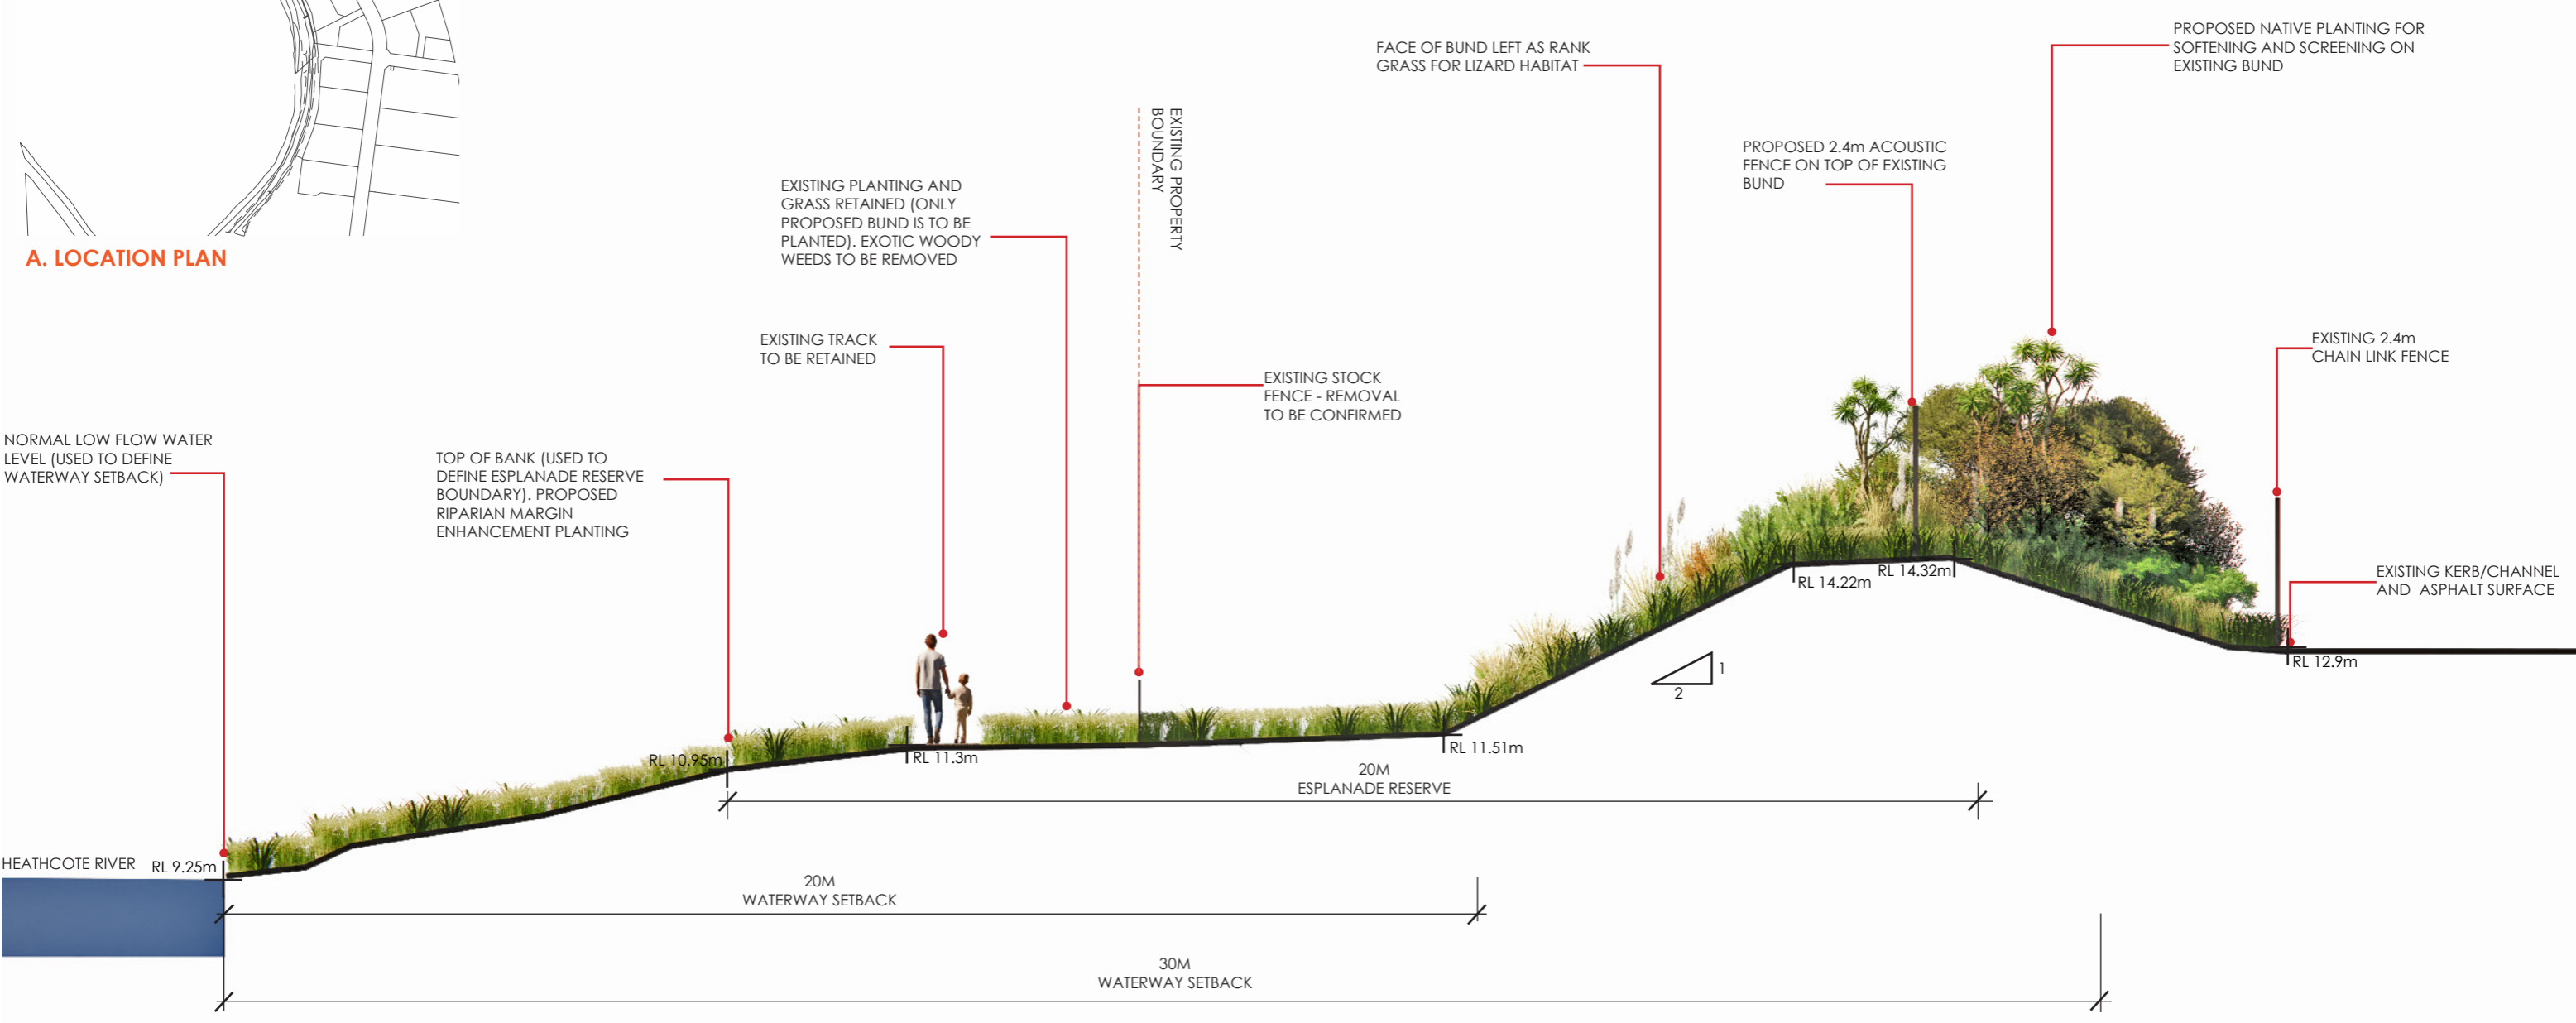 A. LOCATION PLAN
NORMAL LOW FLOW WATER
LEVEL (USED TO DEFINE
WATERWAY SETBACK)
TOP OF BANK (USED TO
DEFINE ESPLANADE RESERVE
BOUNDARY). PROPOSED
RIPARIAN MARGIN
ENHANCEMENT PLANTING
EXISTING TRACK
TO BE RETAINED
EXISTING PLANTING AND
GRASS RETAINED (ONLY
PROPOSED BUND IS TO BE
PLANTED). EXOTIC WOODY
WEEDS TO BE REMOVED
EXISTING PROPERTY
BOUNDARY
EXISTING STOCK
FENCE - REMOVAL
TO BE CONFIRMED
FACE OF BUND LEFT AS RANK
GRASS FOR LIZARD HABITAT
PROPOSED 2.4m ACOUSTIC
FENCE ON TOP OF EXISTING
BUND
PROPOSED NATIVE PLANTING FOR
SOFTENING AND SCREENING ON
EXISTING BUND
EXISTING 2.4m
CHAIN LINK FENCE
EXISTING KERB/CHANNEL
AND ASPHALT SURFACE
HEATHCOTE RIVER
RL 9.25m
RL 10.95m
RL 11.3m
RL 11.51m
RL 14.22m
RL 14.32m
RL 12.9m
1
2
20M
ESPLANADE RESERVE
20M
WATERWAY SETBACK
30M
WATERWAY SETBACK